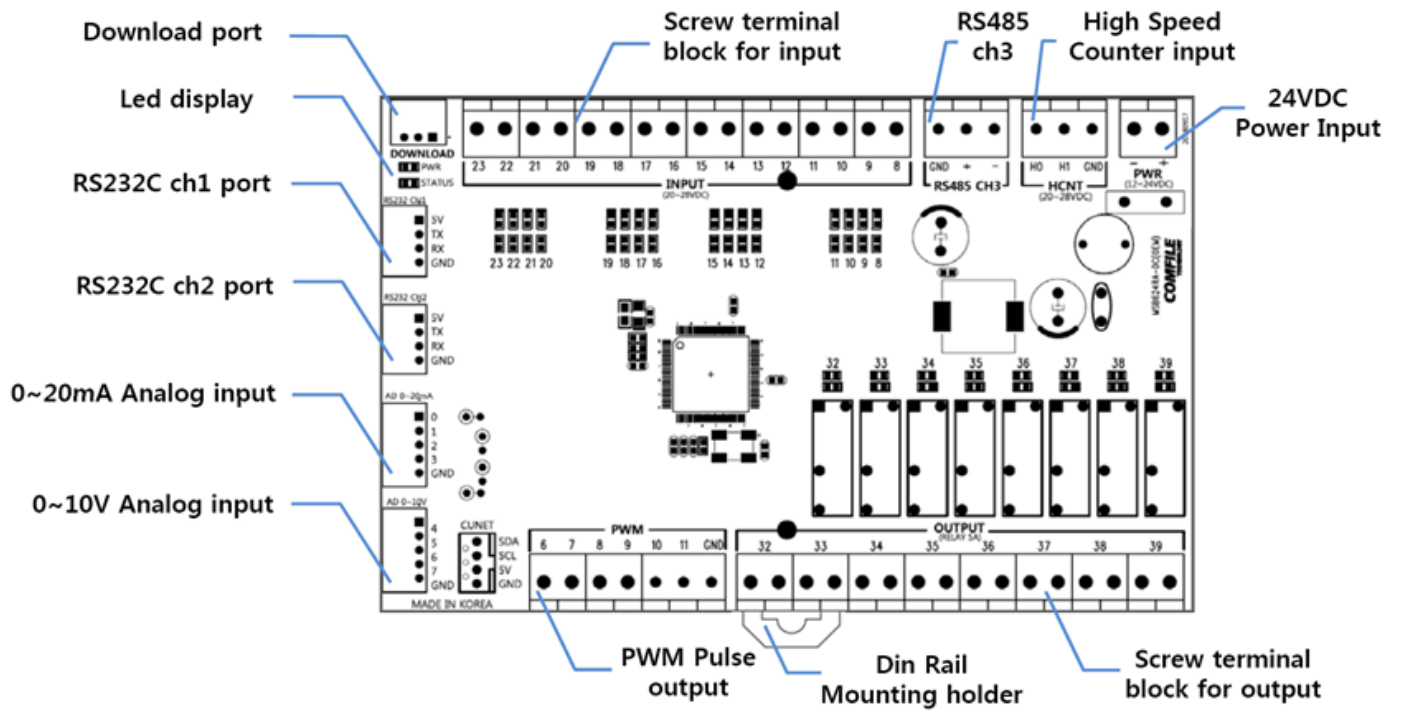 Download port
Screw terminal
block for input
RS485
ch3
High Speed
Counter input
Led display
24VDC
Power Input
RS232C ch1 port
RS232C ch2 port
0~20mA Analog input
0~10V Analog input
DOWNLOAD
PWR
STATUS
23 22 21 20 19 18 17 16 15 14 13 12 11 10 9 8
INPUT
(20~28VDC)
GND + -
RS485 CH3
H0 H1 GND
HCNT
(20~28VDC)
- +
PWR
(12~24VDC)
RS232 CH1
5V
TX
RX
GND
23 22 21 20
19 18 17 16
15 14 13 12
11 10 9 8
COMFILE
TECHNOLOGY
RS232 CH2
5V
TX
RX
GND
32 33 34 35 36 37 38 39
AD 0~20mA
0
1
2
3
GND
AD 0~10V
4
5
6
7
GND
CUNET
SDA
SCL
5V
GND
PWM
6 7 8 9 10 11 GND
OUTPUT
(RELAY 5A)
32 33 34 35 36 37 38 39
MADE IN KOREA
PWM Pulse
output
Din Rail
Mounting holder
Screw terminal
block for output